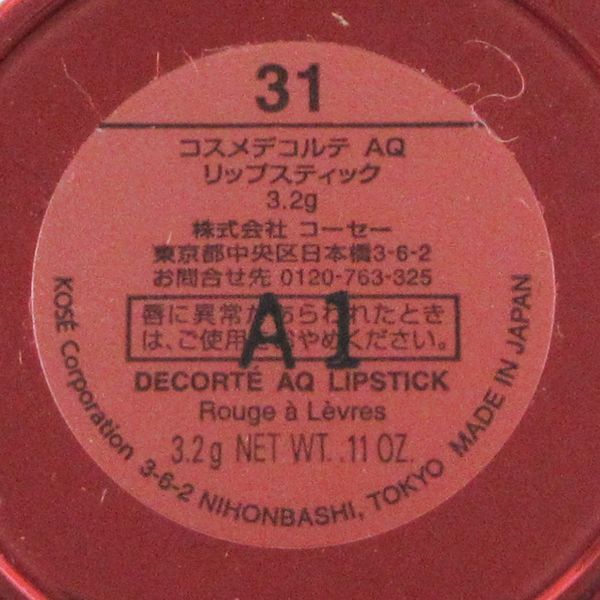 31
コスメデコルテ AQ
リップスティック
3.2g
株式会社 コーセー
東京都中央区日本橋3-6-2
お問合せ先 0120-763-325
唇に異常があらわれたとき
は、ご使用をおやめください。
A1
DECORTÉ AQ LIPSTICK
Rouge à Lèvres
3.2g NET WT. .11 OZ.
KOSÉ Corporation 3-6-2 NIHONBASHI, TOKYO MADE IN JAPAN